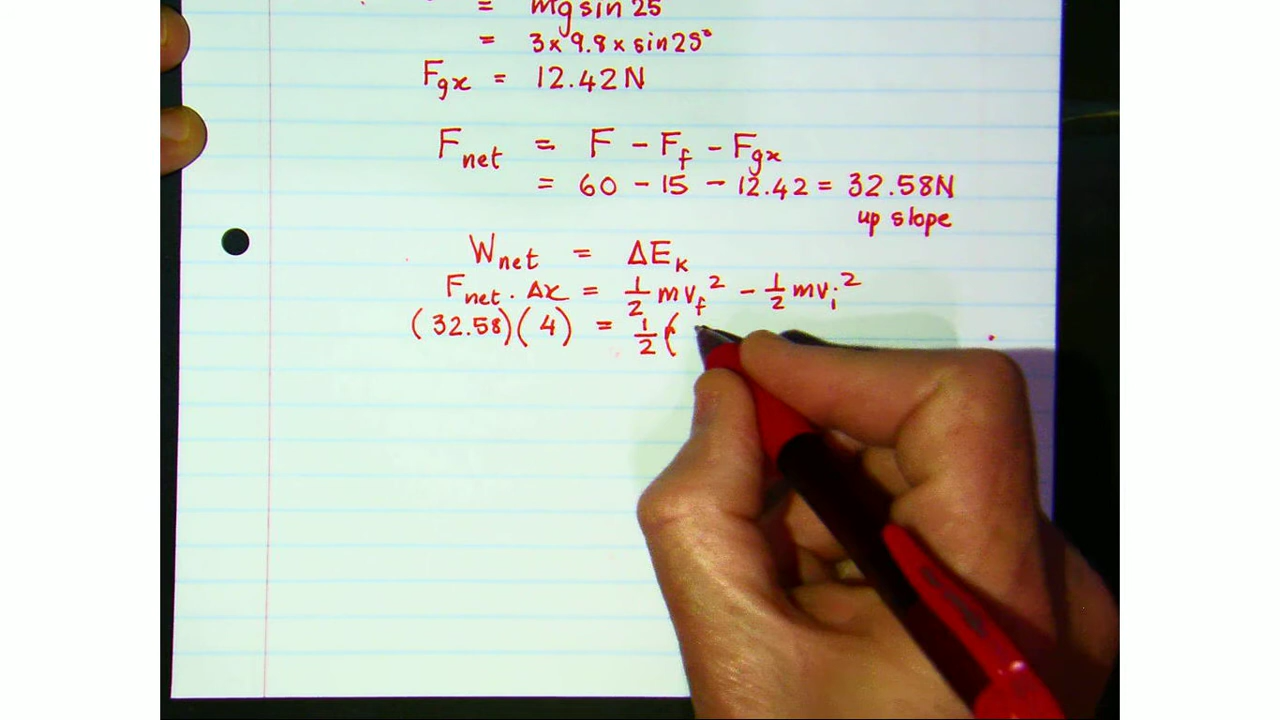 = mg sin 25
= 3 x 9.8 x sin 25°
Fgx = 12.42 N
Fnet = F - Ff - Fgx
= 60 - 15 - 12.42 = 32.58N
up slope
Wnet = ΔEK
Fnet . Δx = 1/2 mvf² - 1/2 mvi²
(32.58)(4) = 1/2 (